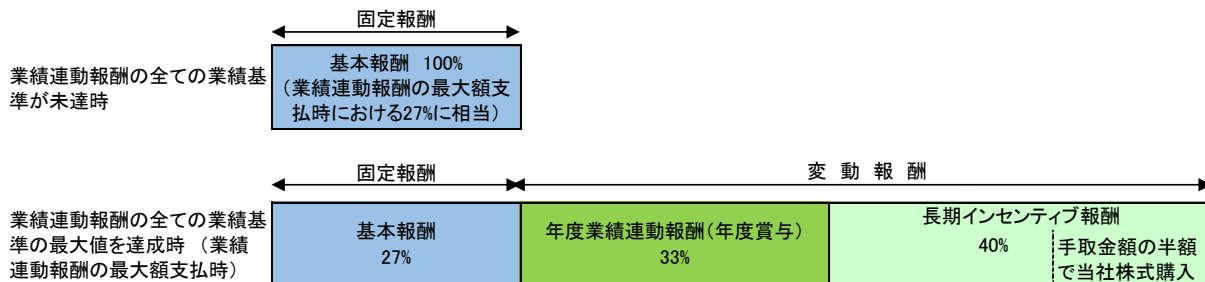 固定報酬
業績連動報酬の全ての業績基
準が未達時
基本報酬 100%
（業績連動報酬の最大額支
払時における27%に相当）
固定報酬
変 動 報 酬
業績連動報酬の全ての業績基
準の最大値を達成時 （業績
連動報酬の最大額支払時）
基本報酬
27%
年度業績連動報酬（年度賞与）
33%
長期インセンティブ報酬
40%
手取金額の半額
で当社株式購入